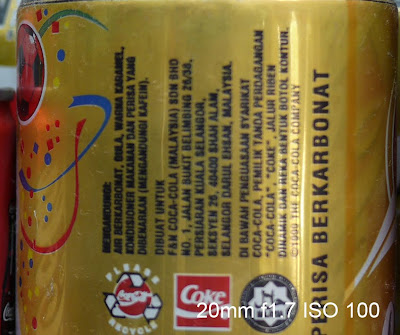 MENGANDUNGI:
AIR BERKARBONAT, GULA, WARNA KARAMEL,
KONDISIONER MAKANAN DAN PERISA YANG
DIBENARKAN (MENGANDUNGI KAFEIN).
DIBUAT UNTUK
F&N COCA-COLA (MALAYSIA) SDN BHD
NO. 1, JALAN BUKIT BELIMBING 26/38,
PERSIARAN KUALA SELANGOR,
SEKSYEN 26, 40400 SHAH ALAM,
SELANGOR DARUL EHSAN, MALAYSIA.
DI BAWAH PENGUASAAN SYARIKAT
COCA-COLA, PEMILIK TANDA PERDAGANGAN
COCA-COLA, "COKE", JALUR RIBEN
DINAMIK DAN REKA BENTUK BOTOL KONTUR.
THE COCA-COLA COMPANY
BERKARBONAT
PLEASE
RECYCLE
Coke
20mm f1.7 ISO 100